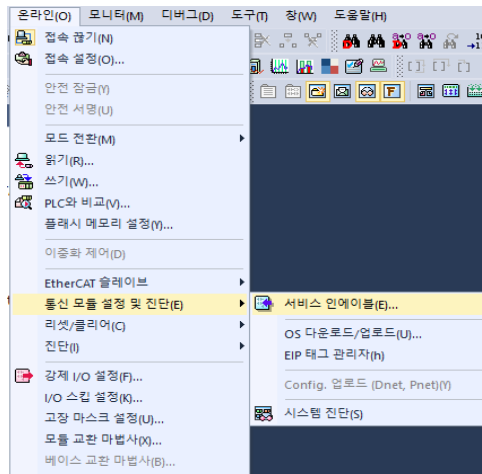 온라인(O) 모니터(M) 디버그(D) 도구(T) 창(W) 도움말(H)
접속 끊기(N)
접속 설정(O)...
안전 잠금(Y)
안전 서명(U)
모드 전환(M)
읽기(R)...
쓰기(W)...
PLC와 비교(V)...
플래시 메모리 설정(Y)...
이중화 제어(D)
EtherCAT 슬레이브
통신 모듈 설정 및 진단(E)
서비스 인에이블(E)...
리셋/클리어(C)
OS 다운로드/업로드(U)...
진단(I)
EIP 태그 관리자(h)
강제 I/O 설정(F)...
Config. 업로드 (Dnet, Pnet)(Y)
I/O 스킵 설정(K)...
고장 마스크 설정(U)...
시스템 진단(S)
모듈 교환 마법사(X)...
베이스 교환 마법사(B)...